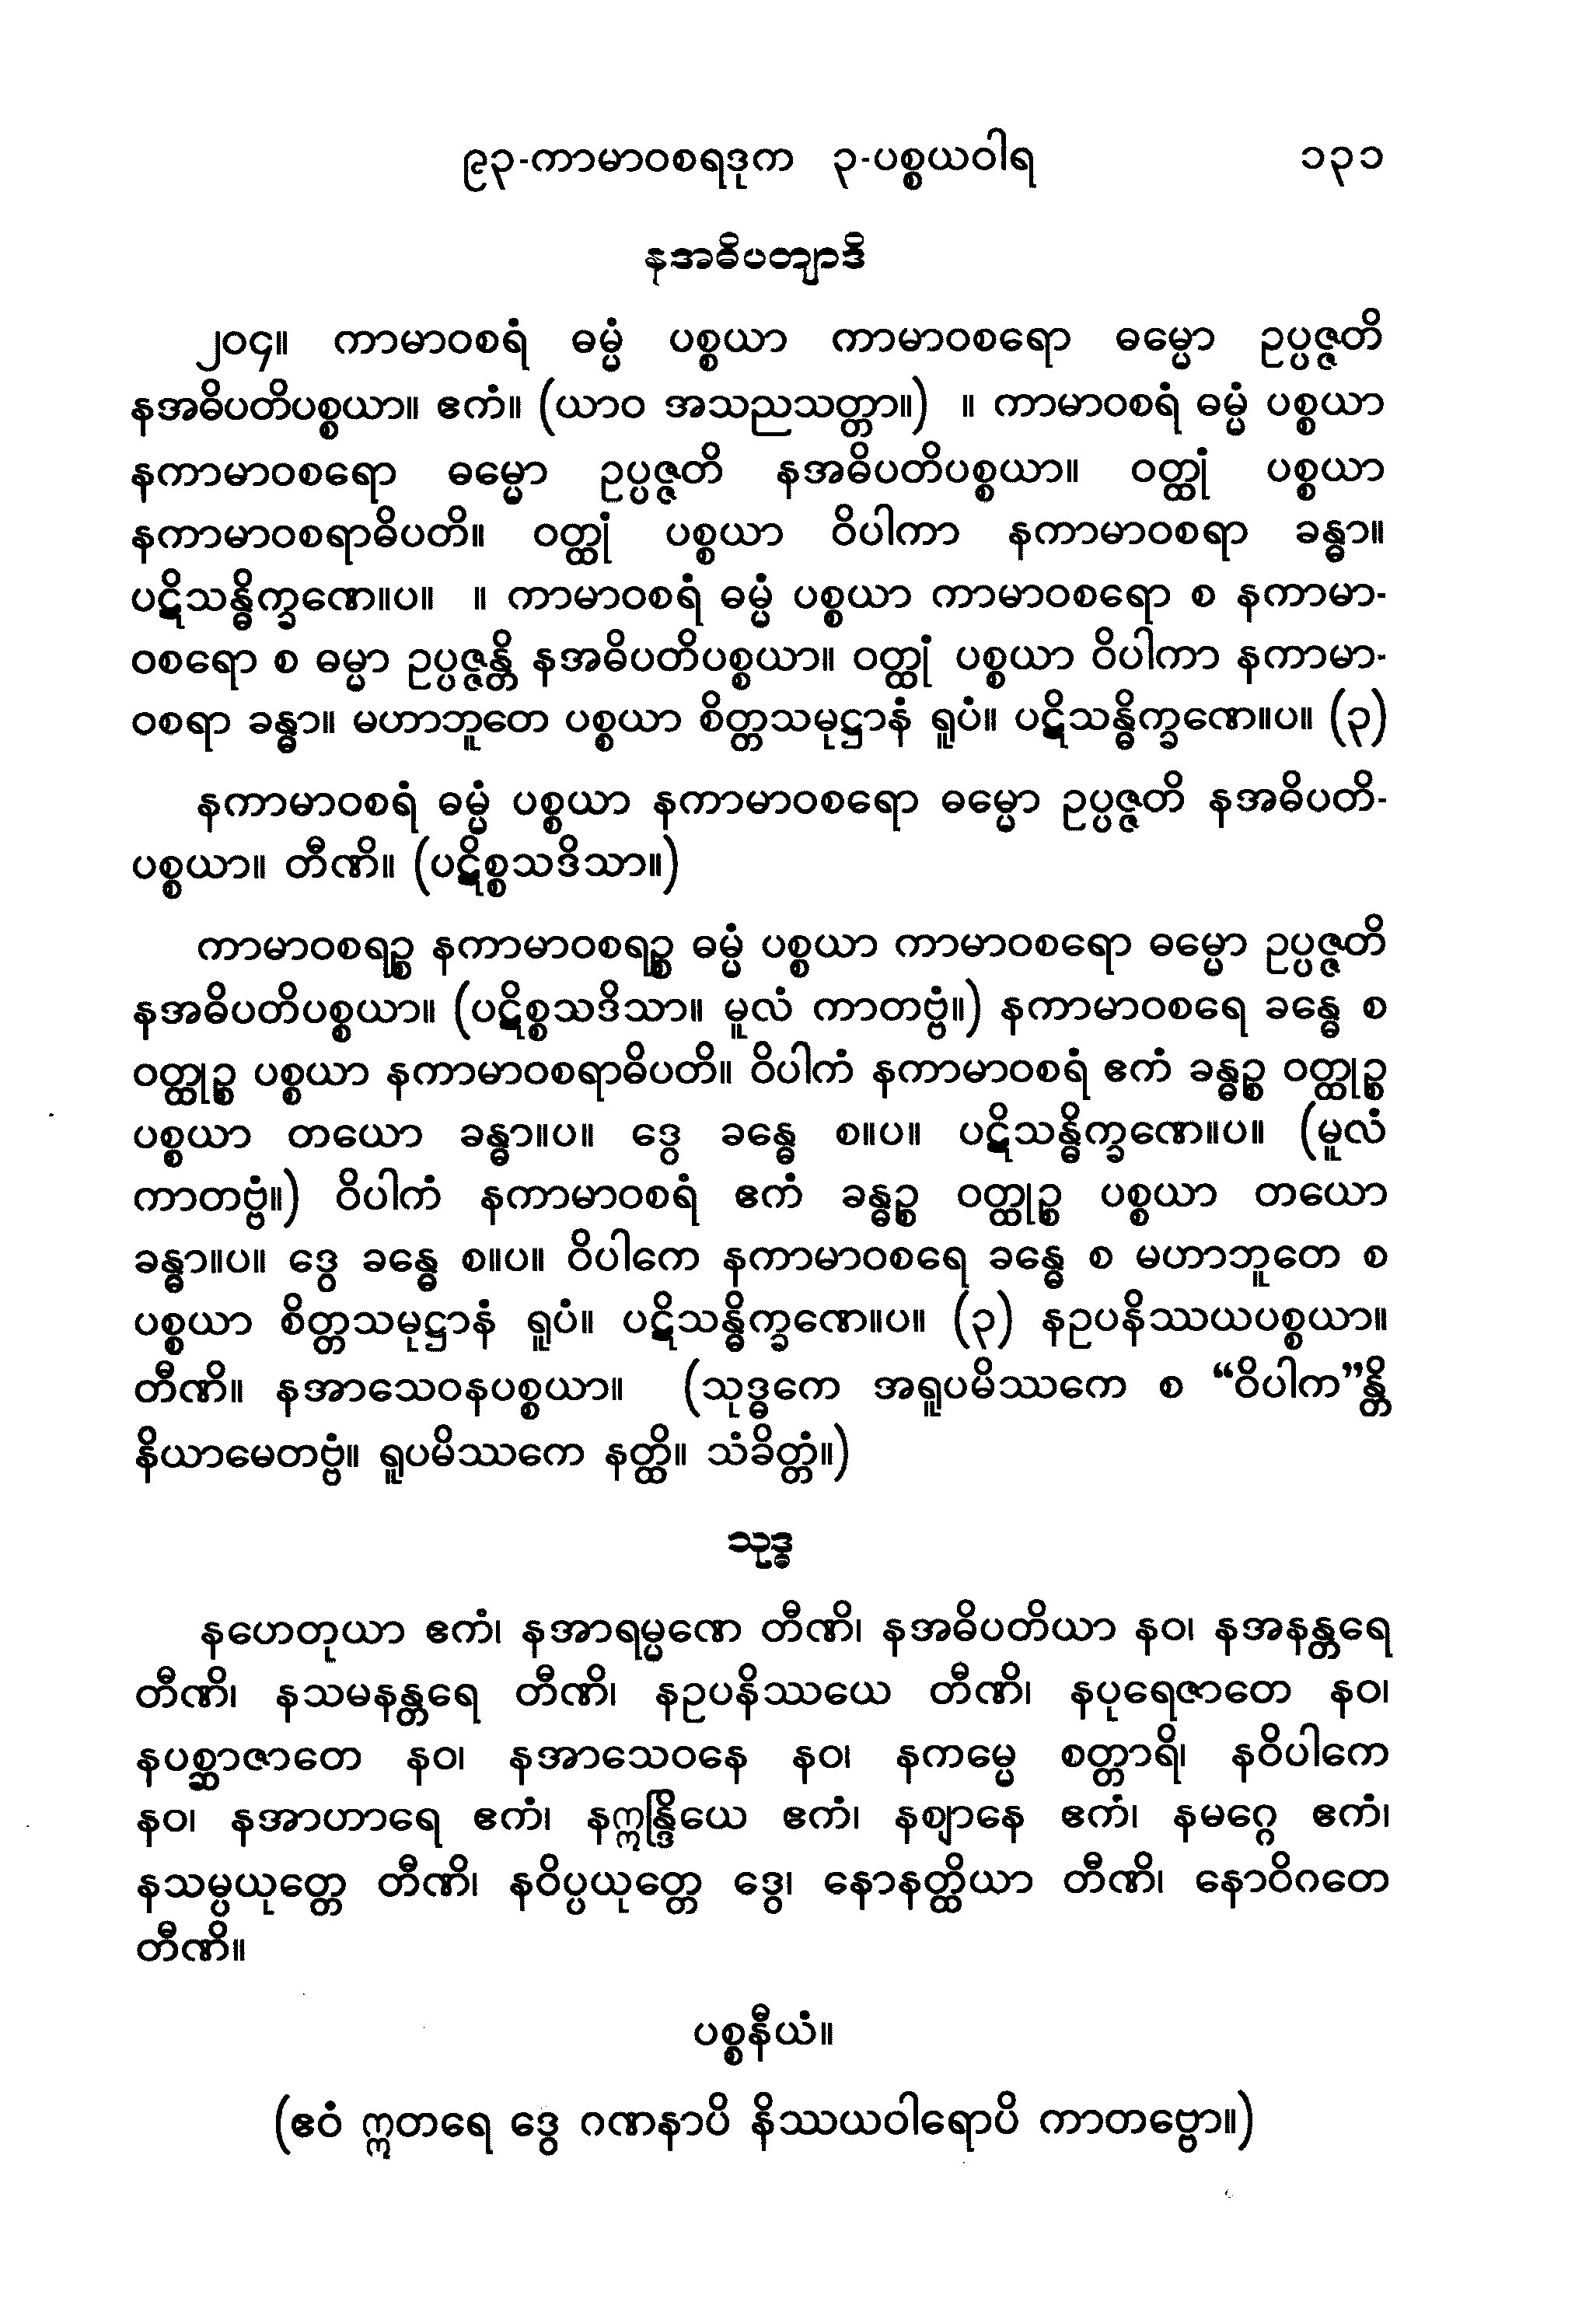 ၉၃-ကာမာဝစရဒုက ၃-ပစ္စယဝါရ ၁၃၁
နအဓိပတျာဒိ
၂၀၄။ ကာမာဝစရံ ဓမ္မံ ပစ္စယာ ကာမာဝစရော ဓမ္မော ဥပ္ပဇ္ဇတိ
နအဓိပတိပစ္စယာ။ ဧကံ။ (ယာဝ အသညသတ္တာ။) ။ ကာမာဝစရံ ဓမ္မံ ပစ္စယာ
နကာမာဝစရော ဓမ္မော ဥပ္ပဇ္ဇတိ နအဓိပတိပစ္စယာ။ ဝတ္ထုံ ပစ္စယာ
နကာမာဝစရာဓိပတိ။ ဝတ္ထုံ ပစ္စယာ ဝိပါကာ နကာမာဝစရာ ခန္ဓာ။
ပဋိသန္ဓိက္ခဏေ။ပ။ ။ ကာမာဝစရံ ဓမ္မံ ပစ္စယာ ကာမာဝစရော စ နကာမာ-
ဝစရော စ ဓမ္မာ ဥပ္ပဇ္ဇန္တိ နအဓိပတိပစ္စယာ။ ဝတ္ထုံ ပစ္စယာ ဝိပါကာ နကာမာ-
ဝစရာ ခန္ဓာ။ မဟာဘူတေ ပစ္စယာ စိတ္တသမုဋ္ဌာနံ ရူပံ။ ပဋိသန္ဓိက္ခဏေ။ပ။ (၃)
နကာမာဝစရံ ဓမ္မံ ပစ္စယာ နကာမာဝစရော ဓမ္မော ဥပ္ပဇ္ဇတိ နအဓိပတိ-
ပစ္စယာ။ တီဏိ။ (ပဋိစ္စသဒိသာ။)
ကာမာဝစရဉ္စ နကာမာဝစရဉ္စ ဓမ္မံ ပစ္စယာ ကာမာဝစရော ဓမ္မော ဥပ္ပဇ္ဇတိ
နအဓိပတိပစ္စယာ။ (ပဋိစ္စသဒိသာ။ မူလံ ကာတဗ္ဗံ။) နကာမာဝစရေ ခန္ဓေ စ
ဝတ္ထုဉ္စ ပစ္စယာ နကာမာဝစရာဓိပတိ။ ဝိပါကံ နကာမာဝစရံ ဧကံ ခန္ဓဉ္စ ဝတ္ထုဉ္စ
ပစ္စယာ တယော ခန္ဓာ။ပ။ ဒွေ ခန္ဓေ စ။ပ။ ပဋိသန္ဓိက္ခဏေ။ပ။ (မူလံ
ကာတဗ္ဗံ။) ဝိပါကံ နကာမာဝစရံ ဧကံ ခန္ဓဉ္စ ဝတ္ထုဉ္စ ပစ္စယာ တယော
ခန္ဓာ။ပ။ ဒွေ ခန္ဓေ စ။ပ။ ဝိပါကေ နကာမာဝစရေ ခန္ဓေ စ မဟာဘူတေ စ
ပစ္စယာ စိတ္တသမုဋ္ဌာနံ ရူပံ။ ပဋိသန္ဓိက္ခဏေ။ပ။ (၃) နဥပနိဿယပစ္စယာ။
တီဏိ။ နအာသေဝနပစ္စယာ။ (သုဒ္ဓကေ အရူပမိဿကေ စ “ဝိပါက”န္တိ
နိယာမေတဗ္ဗံ။ ရူပမိဿကေ နတ္ထိ။ သံခိတ္တံ။)
သုဒ္ဓ
နဟေတုယာ ဧကံ၊ နအာရမ္မဏေ တီဏိ၊ နအဓိပတိယာ နဝ၊ နအနန္တရေ
တီဏိ၊ နသမနန္တရေ တီဏိ၊ နဥပနိဿယေ တီဏိ၊ နပုရေဇာတေ နဝ၊
နပစ္ဆာဇာတေ နဝ၊ နအာသေဝနေ နဝ၊ နကမ္မေ စတ္တာရိ၊ နဝိပါကေ
နဝ၊ နအာဟာရေ ဧကံ၊ နဣန္ဒြိယေ ဧကံ၊ နဈာနေ ဧကံ၊ နမဂ္ဂေ ဧကံ၊
နသမ္ပယုတ္တေ တီဏိ၊ နဝိပ္ပယုတ္တေ ဒွေ၊ နောနတ္ထိယာ တီဏိ၊ နောဝိဂတေ
တီဏိ။
ပစ္စနီယံ။
(ဧဝံ ဣတရေ ဒွေ ဂဏနာပိ နိဿယဝါရောပိ ကာတဗ္ဗော။)